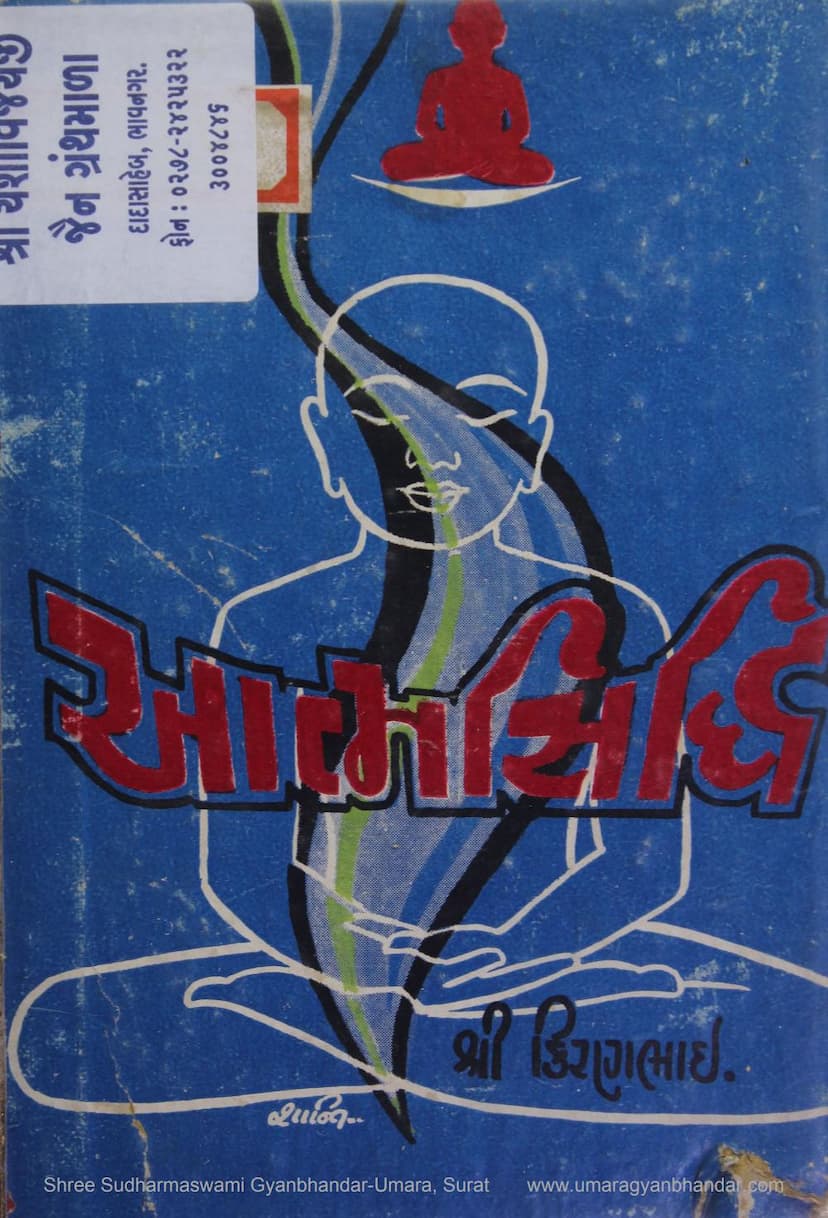 શ્રી યશોવિજયજી
જૈન ગ્રંથમાળા
દાદાસાહેબ, ભાવનગર.
ફોન : ૦૨૭૮-૨૪૨૫૩૨૨
૩૦૦૪૮૪૬
આત્મસિદ્ધિ
શ્રી કિરણભાઇ.
શાન્તિ..
Shree Sudharmaswami Gyanbhandar-Umara, Surat www.umaragyanbhandar.com